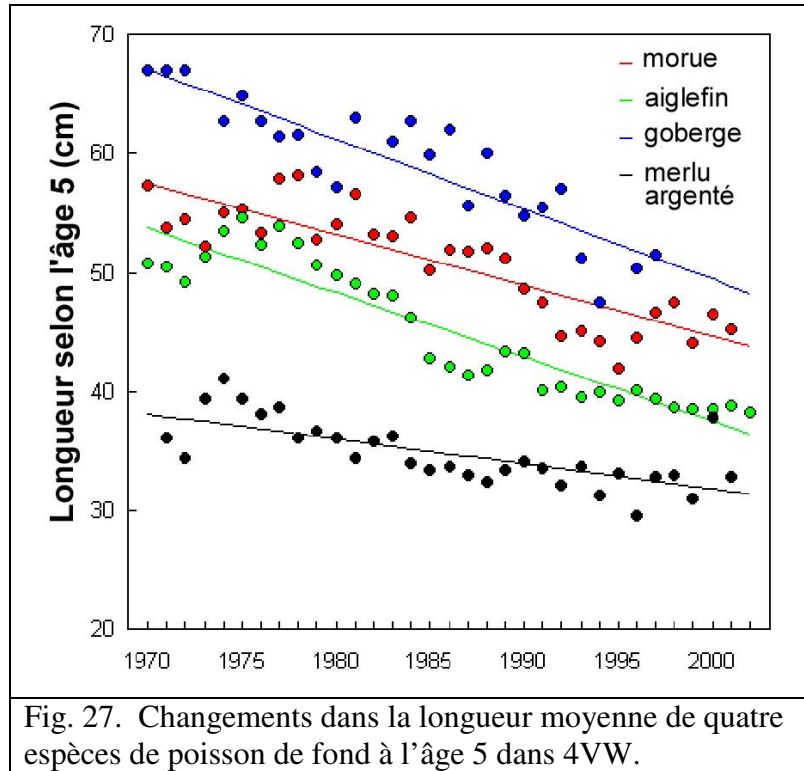 70
60
50
40
30
20
Longueur selon l'âge 5 (cm)
morue
aiglefin
goberge
merlu
argenté
1970 1975 1980 1985 1990 1995 2000
Fig. 27. Changements dans la longueur moyenne de quatre
espèces de poisson de fond à l'âge 5 dans 4VW.